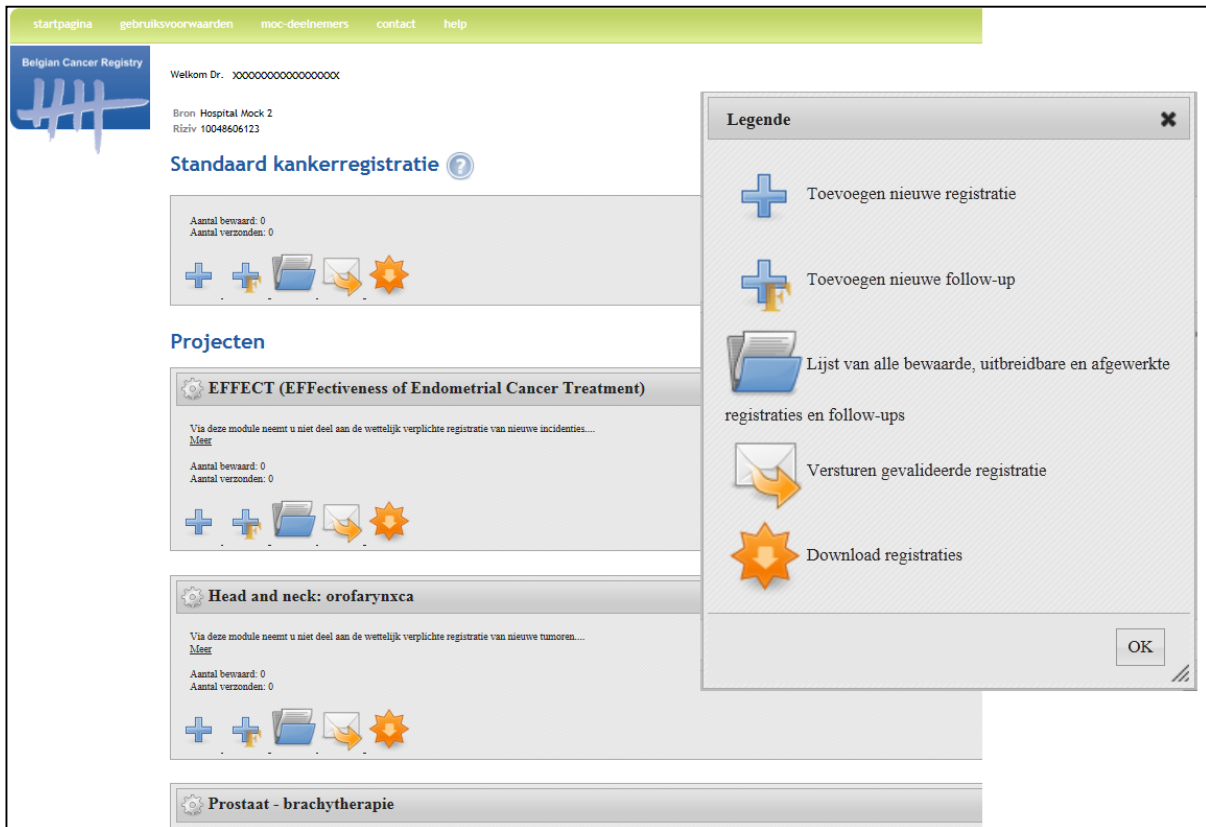 startpagina gebruiksvoorwaarden moc-deelnemers contact help
Belgian Cancer Registry
Welkom Dr. XXXXXXXXXXXXXXXXX
Bron Hospital Mock 2
Riziv 10048606123
Standaard kankerregistratie ?
Aantal bewaard: 0
Aantal verzonden: 0
F
Projecten
EFFECT (EFFectiveness of Endometrial Cancer Treatment)
Via deze module neemt u niet deel aan de wettelijk verplichte registratie van nieuwe incidenties....
Meer
Aantal bewaard: 0
Aantal verzonden: 0
F
Head and neck: orofarynxca
Via deze module neemt u niet deel aan de wettelijk verplichte registratie van nieuwe tumoren....
Meer
Aantal bewaard: 0
Aantal verzonden: 0
F
Prostaat - brachytherapie
Legende
Toevoegen nieuwe registratie
F Toevoegen nieuwe follow-up
Lijst van alle bewaarde, uitbreidbare en afgewerkte
registraties en follow-ups
Versturen gevalideerde registratie
Download registraties
OK